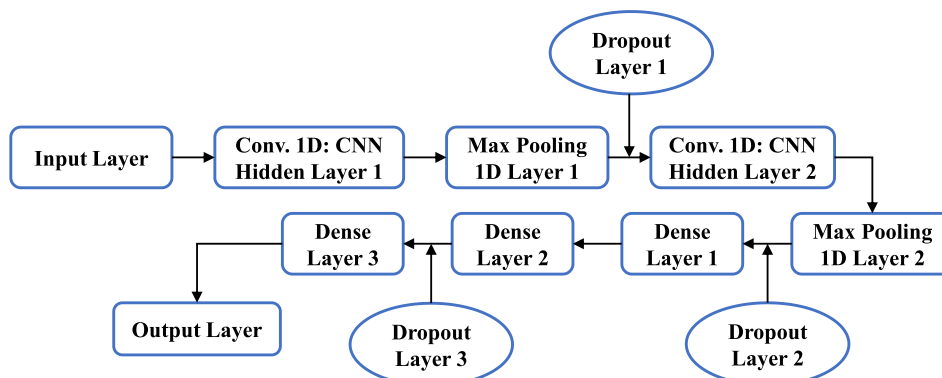 Dropout
Layer 1
Input Layer
Conv. 1D: CNN
Hidden Layer 1
Max Pooling
1D Layer 1
Conv. 1D: CNN
Hidden Layer 2
Max Pooling
1D Layer 2
Dropout
Layer 2
Dense
Layer 1
Dense
Layer 2
Dropout
Layer 3
Dense
Layer 3
Output Layer